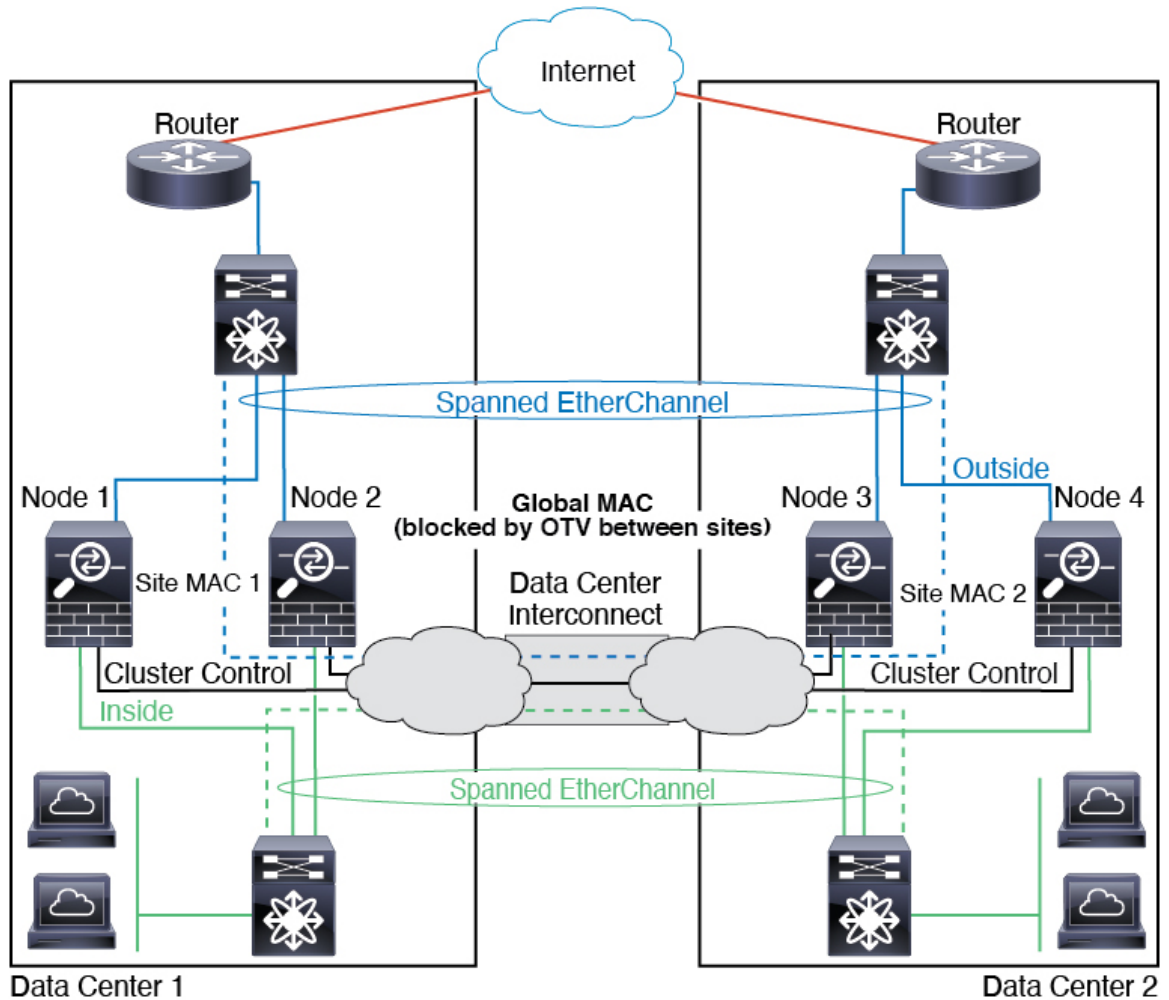 Internet
Router
Router
Spanned EtherChannel
Outside
Node 1
Node 2
Global MAC
(blocked by OTV between sites)
Node 3
Node 4
Site MAC 1
Data Center
Interconnect
Site MAC 2
Cluster Control
Cluster Control
Inside
Spanned EtherChannel
Data Center 1
Data Center 2